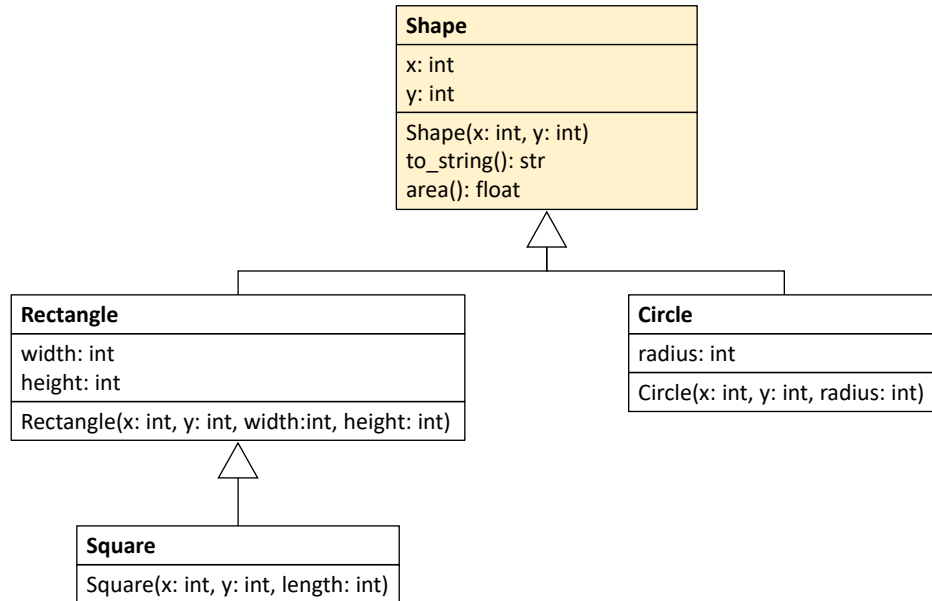 Shape
x: int
y: int
Shape(x: int, y: int)
to_string(): str
area(): float
Rectangle
width: int
height: int
Rectangle(x: int, y: int, width:int, height: int)
Circle
radius: int
Circle(x: int, y: int, radius: int)
Square
Square(x: int, y: int, length: int)